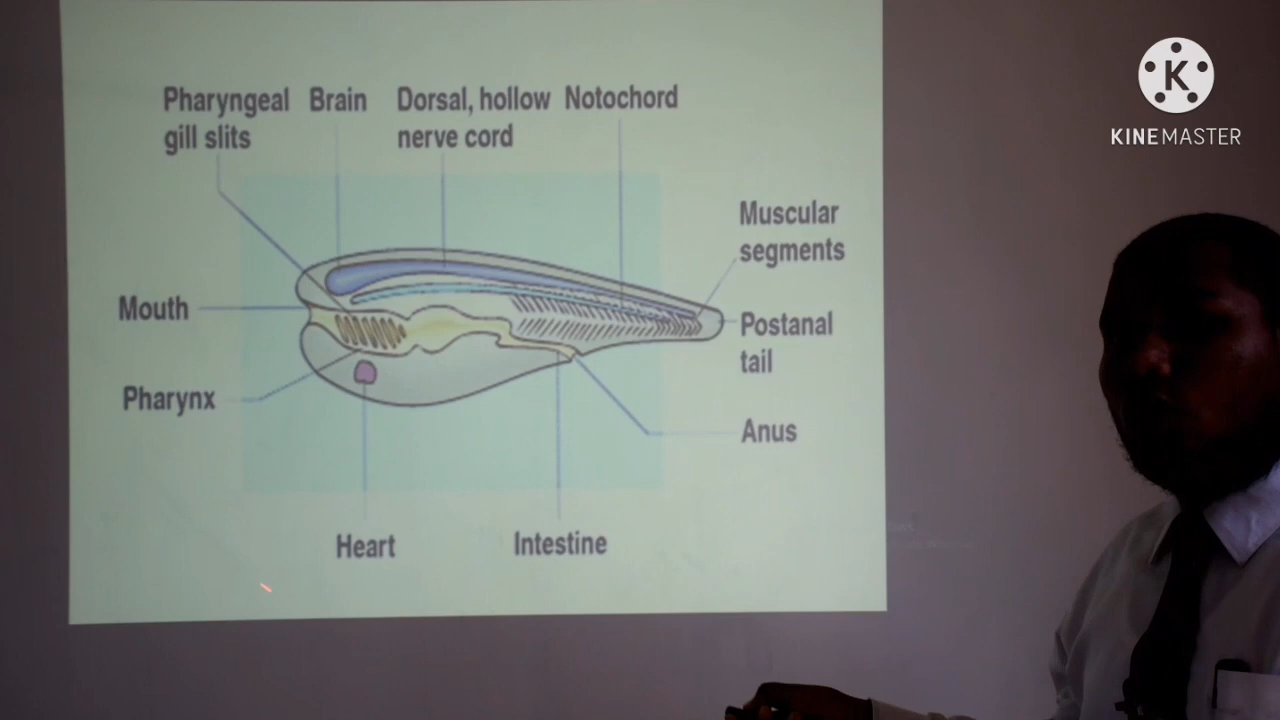 Pharyngeal Brain Dorsal, hollow Notochord
gill slits nerve cord
Muscular
segments
Mouth
Postanal
tail
Pharynx
Anus
Heart Intestine
K
KINEMASTER